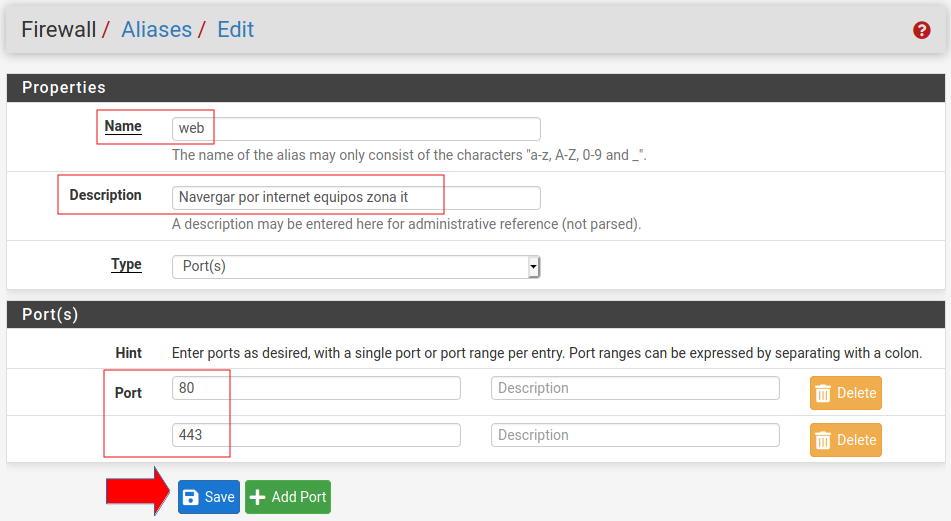 Firewall / Aliases / Edit
Properties
Name web
The name of the alias may only consist of the characters "a-z, A-Z, 0-9 and _".
Description Navergar por internet equipos zona it
A description may be entered here for administrative reference (not parsed).
Type Port(s)
Port(s)
Hint Enter ports as desired, with a single port or port range per entry. Port ranges can be expressed by separating with a colon.
Port 80 Description Delete
443 Description Delete
Save Add Port